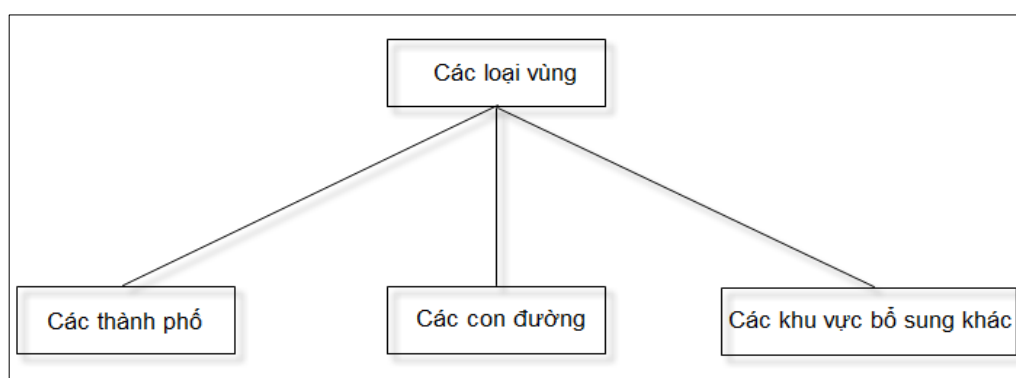 Các loại vùng
Các thành phố
Các con đường
Các khu vực bổ sung khác